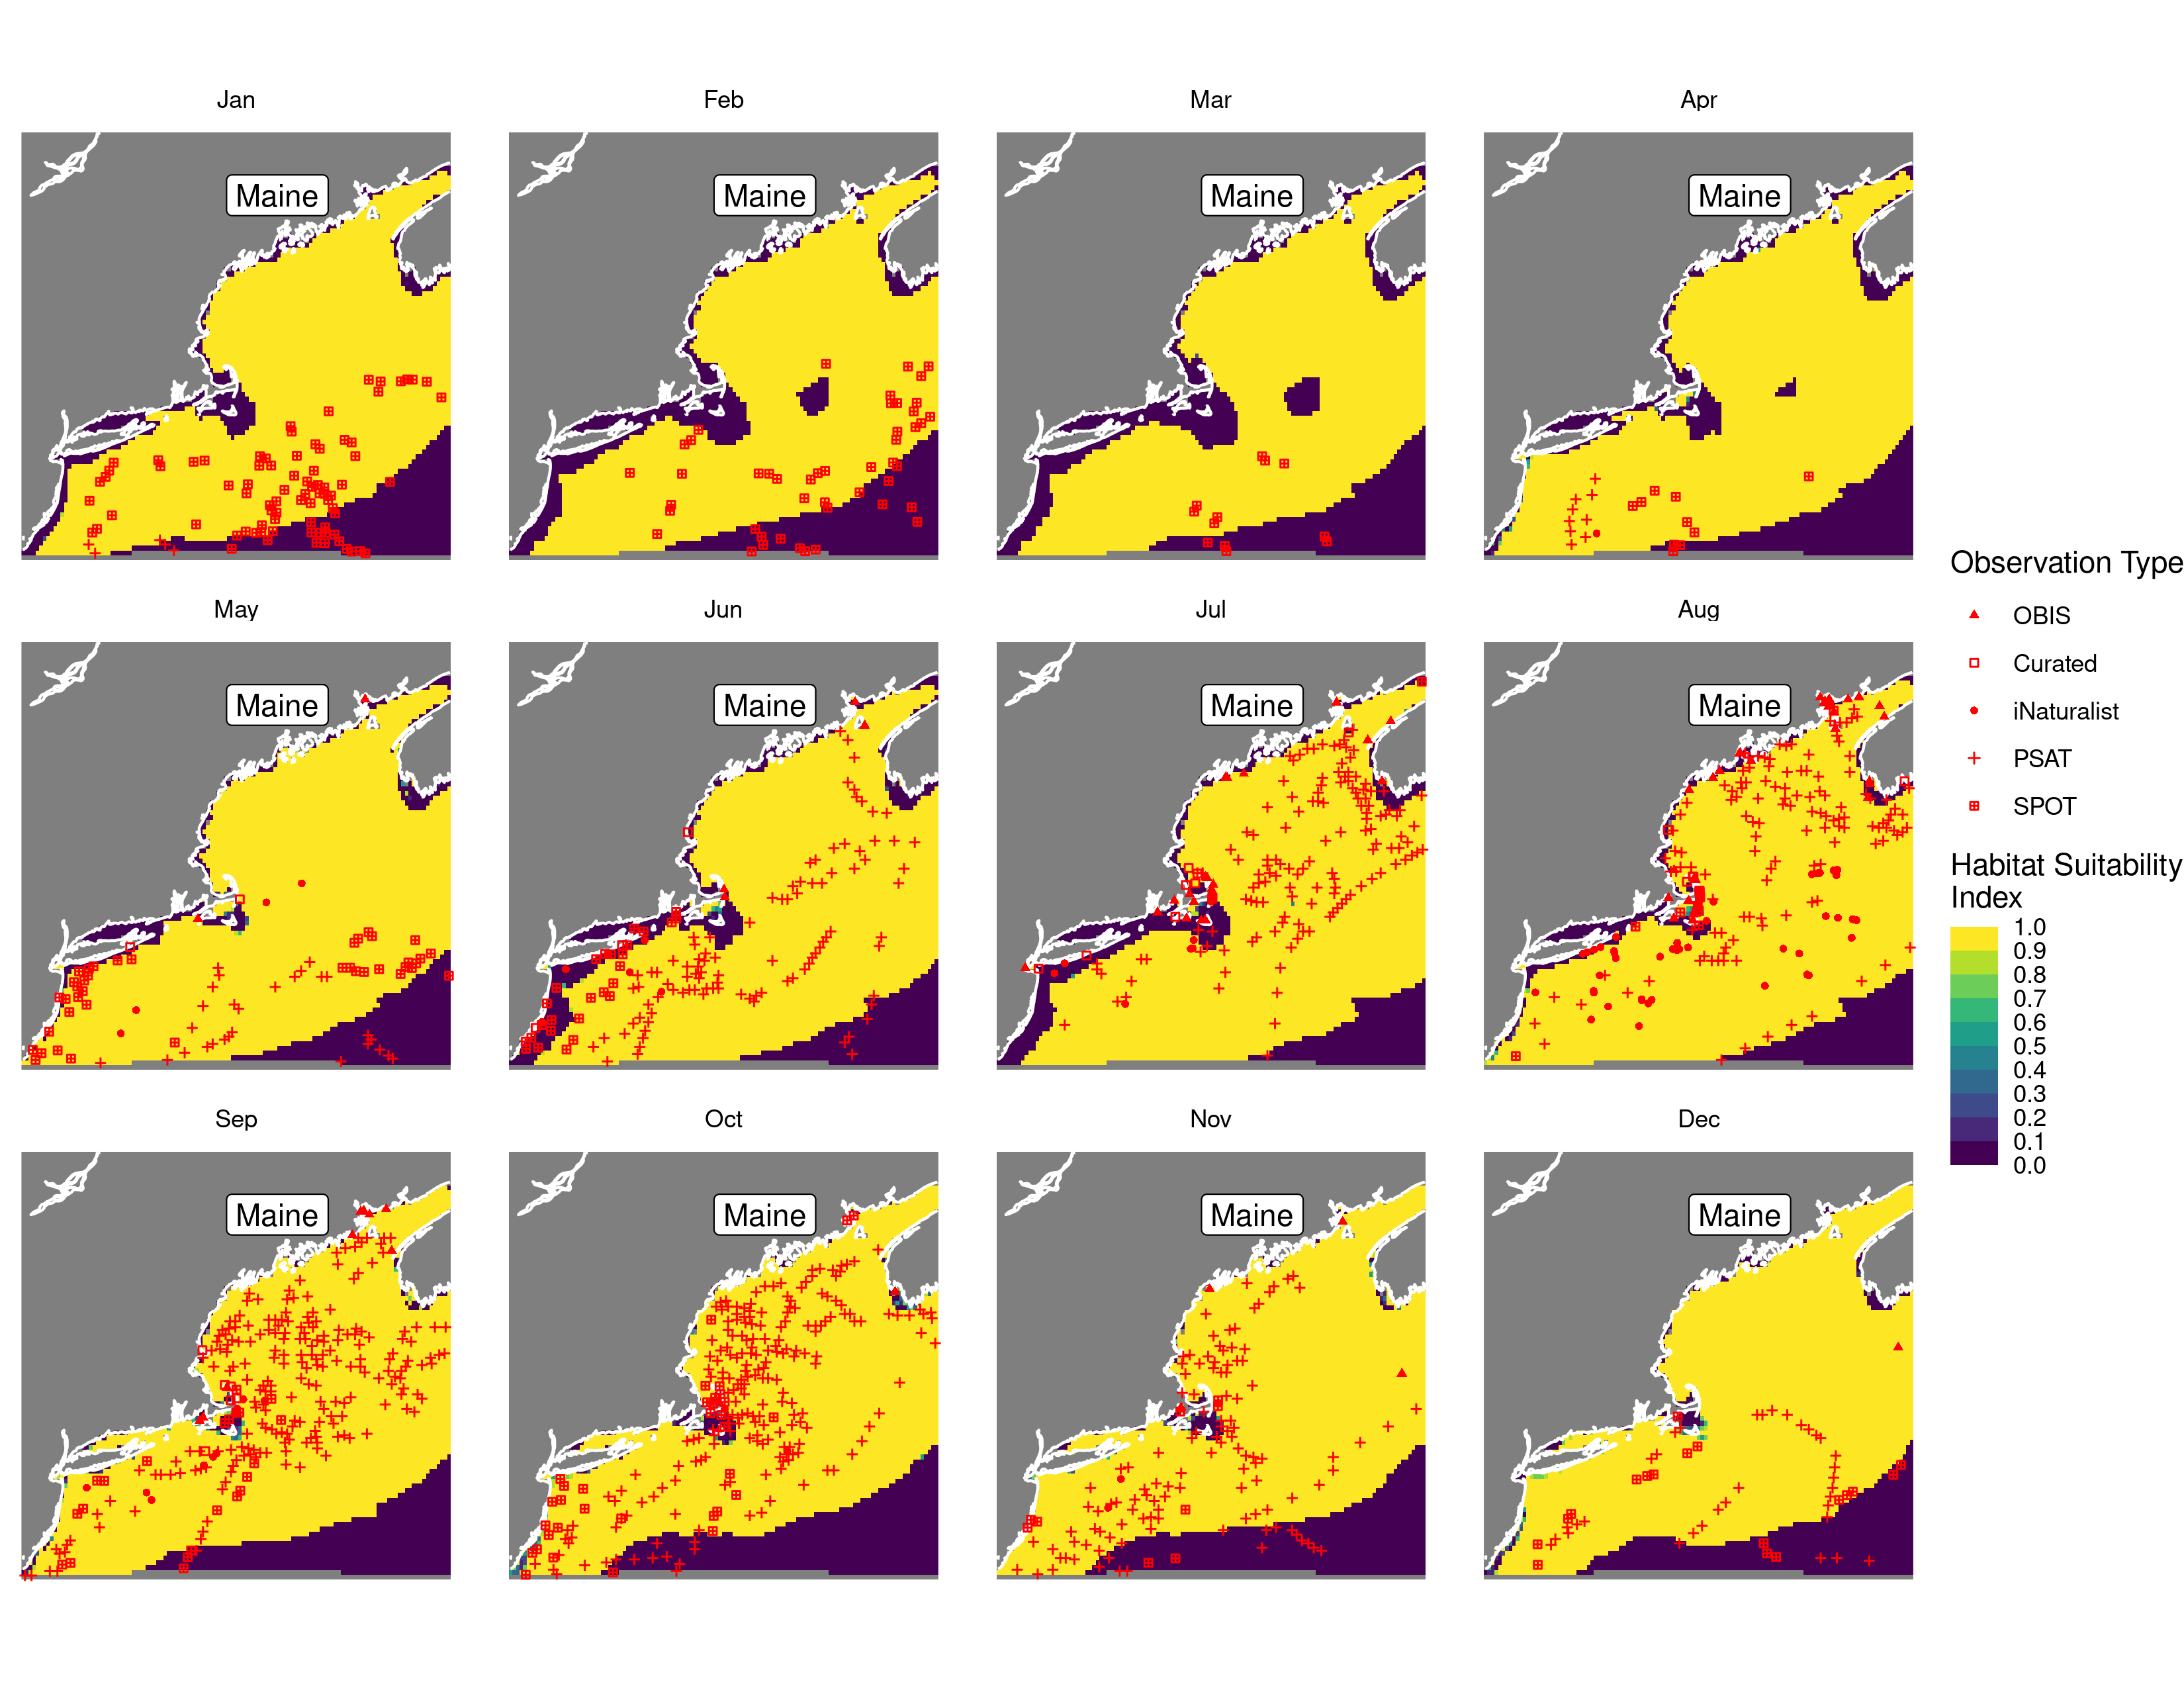 Jan
Feb
Mar
Apr
Maine
Maine
Maine
Maine
May
Jun
Jul
Aug
Maine
Maine
Maine
Maine
Sep
Oct
Nov
Dec
Maine
Maine
Maine
Maine
Observation Type
OBIS
Curated
iNaturalist
PSAT
SPOT
Habitat Suitability
Index
1.0
0.9
0.8
0.7
0.6
0.5
0.4
0.3
0.2
0.1
0.0